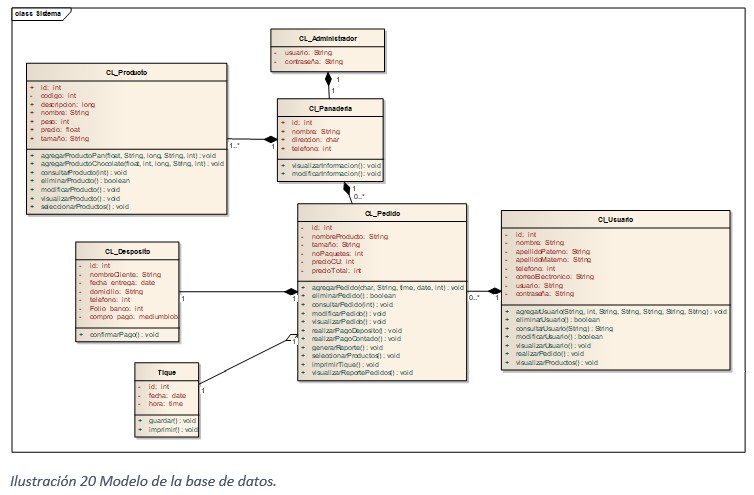 class Sistema
CL_Administrador
- usuario: String
- contraseña: String
1
1
CL_Producto
+ id: int
- codigo: int
+ descripcion: long
+ nombre: String
+ peso: int
+ precio: float
+ tamaño: String
+ agregarProductoPan(float, String, long, String, int) : void
+ agregarProductoChocolate(float, int, long, String, int) : void
+ consultarProducto(int) : void
+ eliminarProducto() : boolean
+ modificarProducto() : void
+ visualizarProducto() : void
+ seleccionarProductos() : void
1..*
1
CL_Panaderia
+ id: int
- nombre: String
- direccion: char
+ telefono: int
+ visualizarInformacion() : void
+ modificarInformacion() : void
1
0..*
CL_Pedido
- id: int
- nombreProducto: String
- tamaño: String
- noPaquetes: int
- precioCU: int
- precioTotal: int
+ agregarPedido(char, String, time, date, int) : void
+ eliminarPedido() : boolean
+ consultarPedido(int) : void
+ modificarPedido() : void
+ visualizarPedido() : void
+ realizarPagoDeposito() : void
+ realizarPagoContado() : void
+ generarReporte() : void
+ seleccionarProductos() : void
+ imprimirTique() : void
+ visualizarReportePedidos() : void
CL_Desposito
- id: int
- nombreCliente: String
- fecha entrega: date
- domicilio: String
- telefono: int
- Folio banco: int
- compro pago: mediumblob
+ confirmarPago() : void
1
1
0..*
1
Cl_Usuario
- id: int
- nombre: String
- apellidoPaterno: String
- apellidoMaterno: String
- telefono: int
- correoElectronico: String
- usuario: String
- contraseña: String
+ agregarUsuario(String, int, String, String, String, String, String) : void
+ eliminarUsuario() : boolean
+ consultarUsuario(String) : String
+ modificarUsuario() : boolean
+ visualizarUsuario() : void
+ realizarPedido() : void
+ visualizarProductos() : void
Tique
- id: int
- fecha: date
- hora: time
+ guardar() : void
+ imprimir() : void
1
1
Ilustración 20 Modelo de la base de datos.